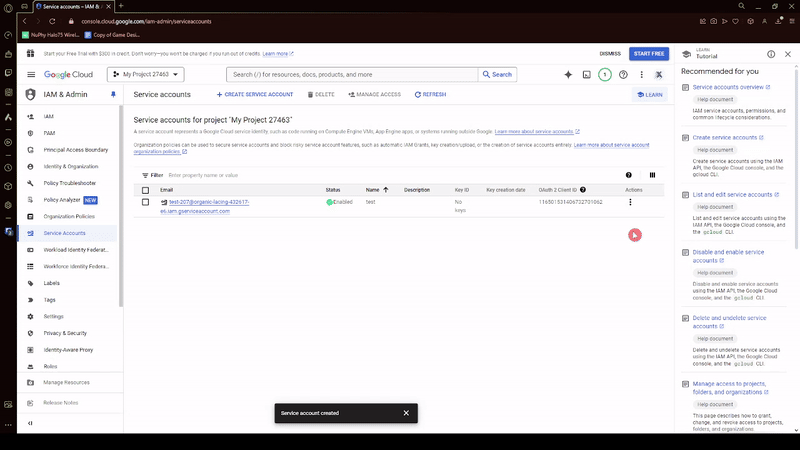 Service accounts – IAM & A
console.cloud.google.com/iam-admin/serviceaccounts
NuPhy Halo75 Wirel...
Copy of Game Desi...
Start your Free Trial with $300 in credit. Don't worry—you won't be charged if you run out of credits. Learn more
DISMISS
START FREE
Google Cloud
My Project 27463
Search (/) for resources, docs, products, and more
Search
1
IAM & Admin
IAM
PAM
Principal Access Boundary
Identity & Organization
Policy Troubleshooter
Policy Analyzer NEW
Organization Policies
Service Accounts
Workload Identity Federat...
Workforce Identity Federa...
Labels
Tags
Settings
Privacy & Security
Identity-Aware Proxy
Roles
Manage Resources
Release Notes
Service accounts
CREATE SERVICE ACCOUNT
DELETE
MANAGE ACCESS
REFRESH
LEARN
Service accounts for project "My Project 27463"
A service account represents a Google Cloud service identity, such as code running on Compute Engine VMs, App Engine apps, or systems running outside Google. Learn more about service accounts.
Organization policies can be used to secure service accounts and block risky service account features, such as automatic IAM Grants, key creation/upload, or the creation of service accounts entirely. Learn more about service account
organization policies.
Filter Enter property name or value
Email Status Name Description Key ID Key creation date OAuth 2 Client ID Actions
test-207@organic-lacing-432617- Enabled test No 116501531406732701062
e6.iam.gserviceaccount.com keys
Service account created
LEARN
Tutorial
Recommended for you
Service accounts overview
Help document
IAM service accounts, permissions, and
common lifecycle considerations.
Create service accounts
Help document
Create service accounts using the
IAM API, the Google Cloud console, and
the gcloud CLI.
List and edit service accounts
Help document
List and edit service accounts using
the IAM API, the Google Cloud console,
and the gcloud CLI.
Disable and enable service
accounts
Help document
Disable and enable service accounts
using the IAM API, the Google Cloud
console, and the gcloud CLI.
Delete and undelete service
accounts
Help document
Delete and undelete service accounts
using the IAM API, the Google Cloud
console, and the gcloud CLI.
Manage access to projects,
folders, and organizations
Help document
This page describes how to grant,
change, and revoke access to projects,
folders, and organizations.